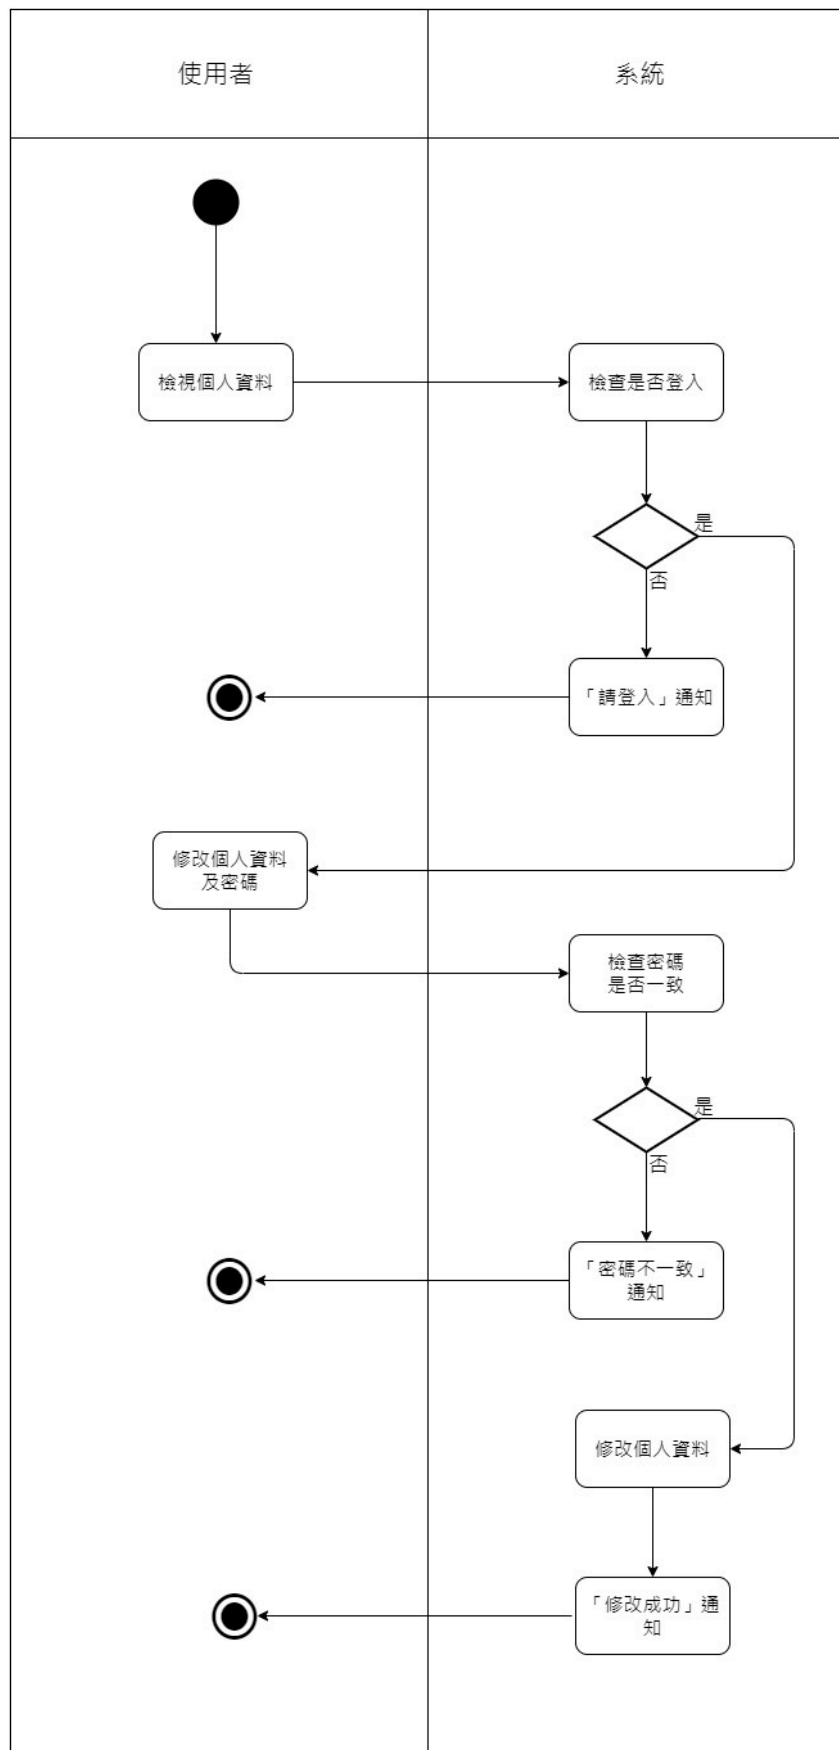 使用者
系統
檢視個人資料
檢查是否登入
是
否
「請登入」通知
修改個人資料
及密碼
檢查密碼
是否一致
是
否
「密碼不一致」
通知
修改個人資料
「修改成功」通
知